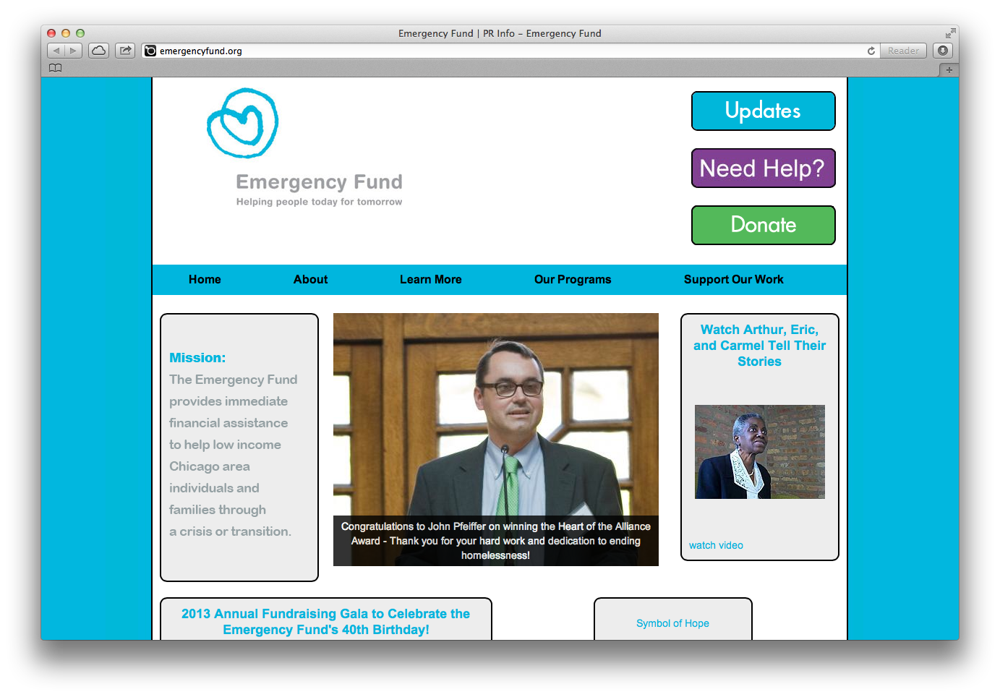 Emergency Fund | PR Info – Emergency Fund
emergencyfund.org
Reader
Updates
Need Help?
Donate
Emergency Fund
Helping people today for tomorrow
Home
About
Learn More
Our Programs
Support Our Work
Mission:
The Emergency Fund
provides immediate
financial assistance
to help low income
Chicago area
individuals and
families through
a crisis or transition.
Congratulations to John Pfeiffer on winning the Heart of the Alliance
Award - Thank you for your hard work and dedication to ending
homelessness!
Watch Arthur, Eric,
and Carmel Tell Their
Stories
watch video
2013 Annual Fundraising Gala to Celebrate the
Emergency Fund's 40th Birthday!
Symbol of Hope